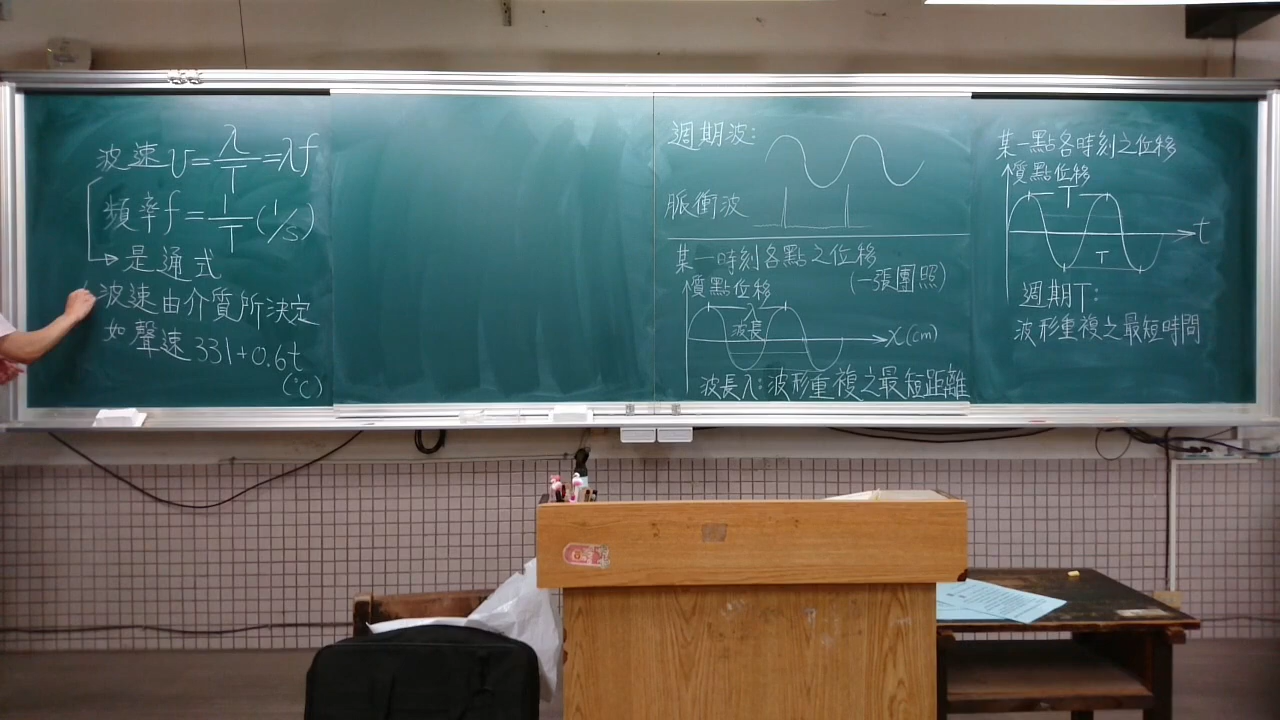 波速 v = λ/T = λf
頻率 f = 1/T (1/s)
是通式
波速由介質所決定
如聲速 331+0.6t
(℃)
週期波:
脈衝波
某一時刻各點之位移
(一張團照)
質點位移
λ
波長
x(cm)
波長λ:波形重複之最短距離
某一點各時刻之位移
質點位移
T
t
T
週期T:
波形重複之最短時間